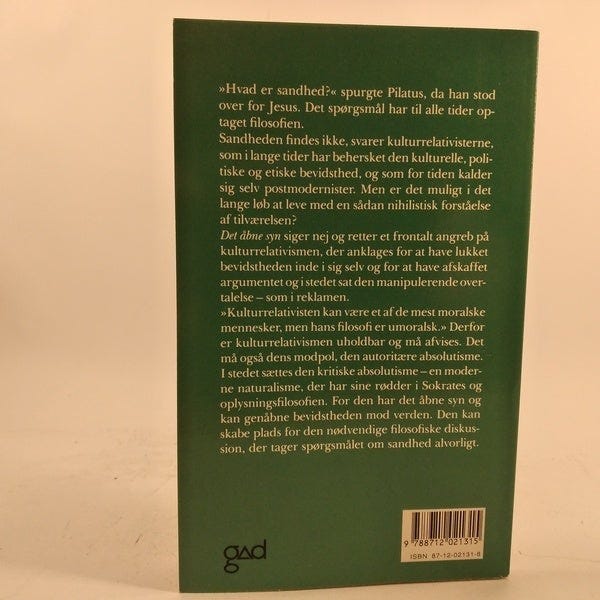 »Hvad er sandhed?« spurgte Pilatus, da han stod
over for Jesus. Det spørgsmål har til alle tider op-
taget filosofien.
Sandheden findes ikke, svarer kulturrelativisterne,
som i lange tider har behersket den kulturelle, poli-
tiske og etiske bevidsthed, og som for tiden kalder
sig selv postmodernister. Men er det muligt i det
lange løb at leve med en sådan nihilistisk forståelse
af tilværelsen?
Det åbne syn siger nej og retter et frontalt angreb på
kulturrelativismen, der anklages for at have lukket
bevidstheden inde i sig selv og for at have afskaffet
argumentet og i stedet sat den manipulerende over-
talelse – som i reklamen.
»Kulturrelativisten kan være et af de mest moralske
mennesker, men hans filosofi er umoralsk.» Derfor
er kulturrelativismen uholdbar og må afvises. Det
må også dens modpol, den autoritære absolutisme.
I stedet sættes den kritiske absolutisme – en moder-
ne naturalisme, der har sine rødder i Sokrates og
oplysningsfilosofien. For den har det åbne syn og
kan genåbne bevidstheden mod verden. Den kan
skabe plads for den nødvendige filosofiske diskus-
sion, der tager spørgsmålet om sandhed alvorligt.
gad
9 788712 021315
ISBN 87-12-02131-8